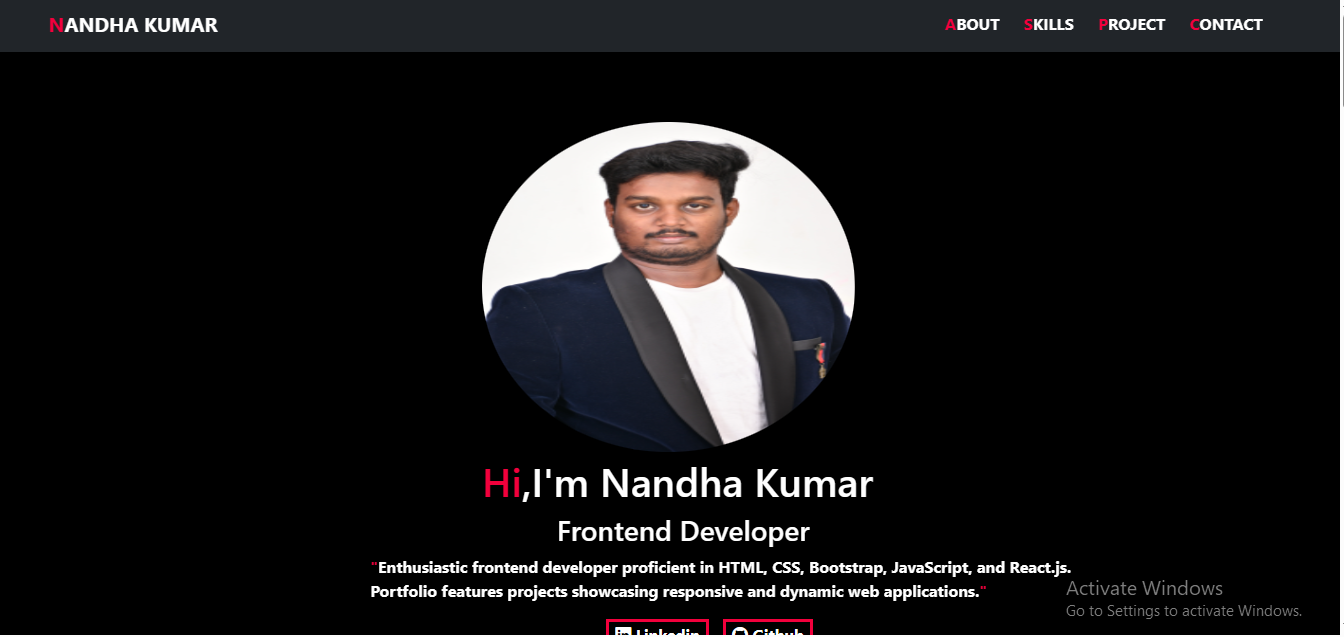 NANDHA KUMAR
ABOUT SKILLS PROJECT CONTACT
Hi,I'm Nandha Kumar
Frontend Developer
"Enthusiastic frontend developer proficient in HTML, CSS, Bootstrap, JavaScript, and React.js.
Portfolio features projects showcasing responsive and dynamic web applications."
Activate Windows
Go to Settings to activate Windows.
Linkedin Github